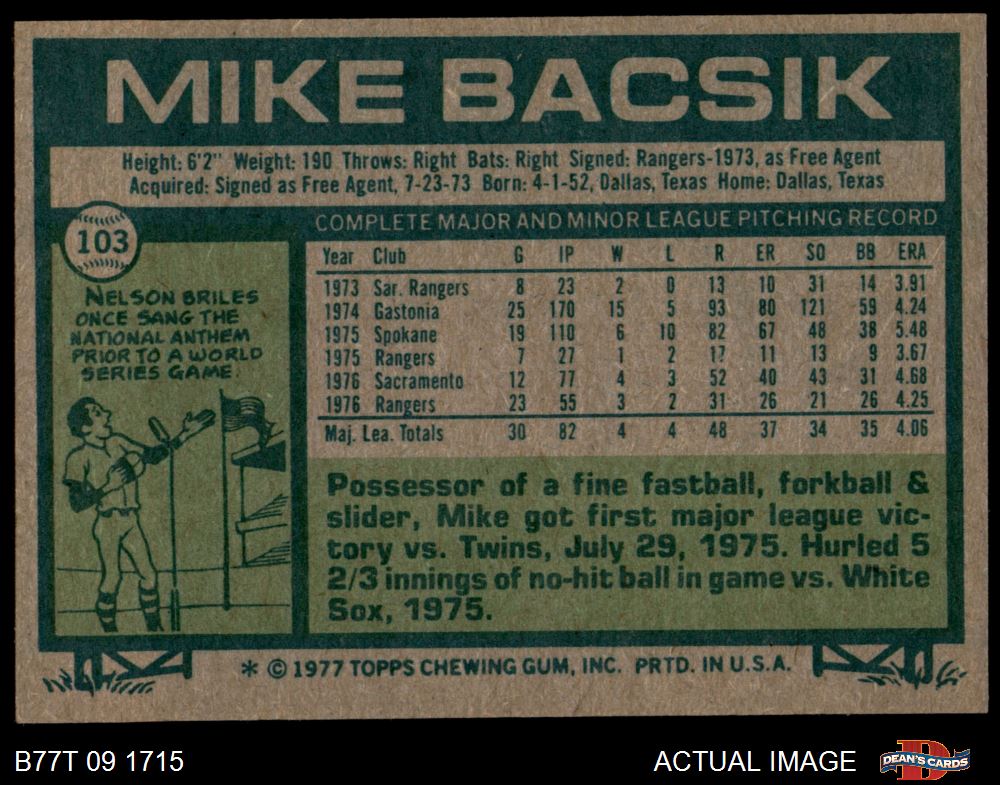 MIKE BACSIK
Height: 6'2" Weight: 190 Throws: Right Bats: Right Signed: Rangers-1973, as Free Agent
Acquired: Signed as Free Agent, 7-23-73 Born: 4-1-52, Dallas, Texas Home: Dallas, Texas
103
NELSON BRILES
ONCE SANG THE
NATIONAL ANTHEM
PRIOR TO A WORLD
SERIES GAME.
COMPLETE MAJOR AND MINOR LEAGUE PITCHING RECORD
Year Club G IP W L R ER SO BB ERA
1973 Sar. Rangers 8 23 2 0 13 10 31 14 3.91
1974 Gastonia 25 170 15 5 93 80 121 59 4.24
1975 Spokane 19 110 6 10 82 67 48 38 5.48
1975 Rangers 7 27 1 2 17 11 13 9 3.67
1976 Sacramento 12 77 4 3 52 40 43 31 4.68
1976 Rangers 23 55 3 2 31 26 21 26 4.25
Maj. Lea. Totals 30 82 4 4 48 37 34 35 4.06
Possessor of a fine fastball, forkball &
slider, Mike got first major league vic-
tory vs. Twins, July 29, 1975. Hurled 5
2/3 innings of no-hit ball in game vs. White
Sox, 1975.
* © 1977 TOPPS CHEWING GUM, INC. PRTD. IN U.S.A.
B77T 09 1715
ACTUAL IMAGE
DEAN'S CARDS